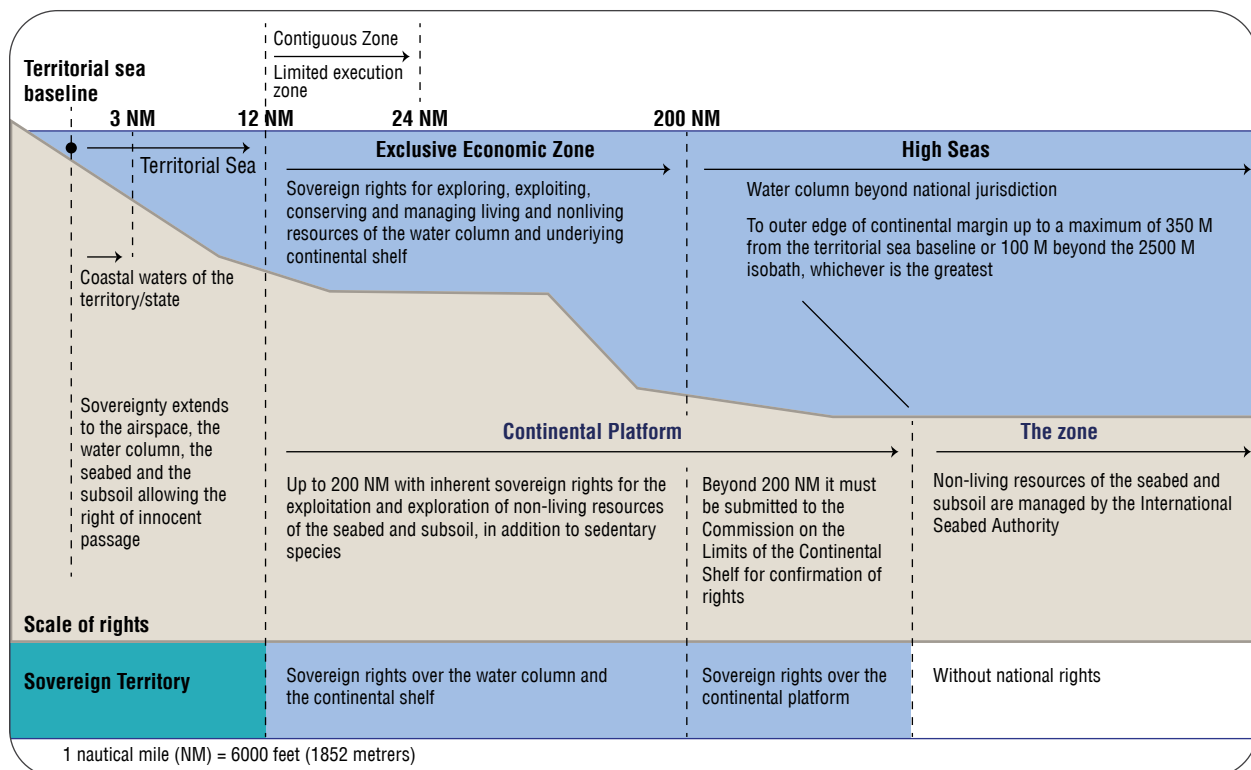 Contiguous Zone
Limited execution
zone
Territorial sea
baseline
3 NM
12 NM
24 NM
200 NM
Territorial Sea
Exclusive Economic Zone
High Seas
Sovereign rights for exploring, exploiting,
conserving and managing living and nonliving
resources of the water column and underiying
continental shelf
Water column beyond national jurisdiction
To outer edge of continental margin up to a maximum of 350 M
from the territorial sea baseline or 100 M beyond the 2500 M
isobath, whichever is the greatest
Coastal waters of the
territory/state
Sovereignty extends
to the airspace, the
water column, the
seabed and the
subsoil allowing the
right of innocent
passage
Continental Platform
The zone
Up to 200 NM with inherent sovereign rights for the
exploitation and exploration of non-living resources
of the seabed and subsoil, in addition to sedentary
species
Beyond 200 NM it must
be submitted to the
Commission on the
Limits of the Continental
Shelf for confirmation of
rights
Non-living resources of the seabed and
subsoil are managed by the International
Seabed Authority
Scale of rights
Sovereign Territory
Sovereign rights over the water column and
the continental shelf
Sovereign rights over the
continental platform
Without national rights
1 nautical mile (NM) = 6000 feet (1852 metrers)